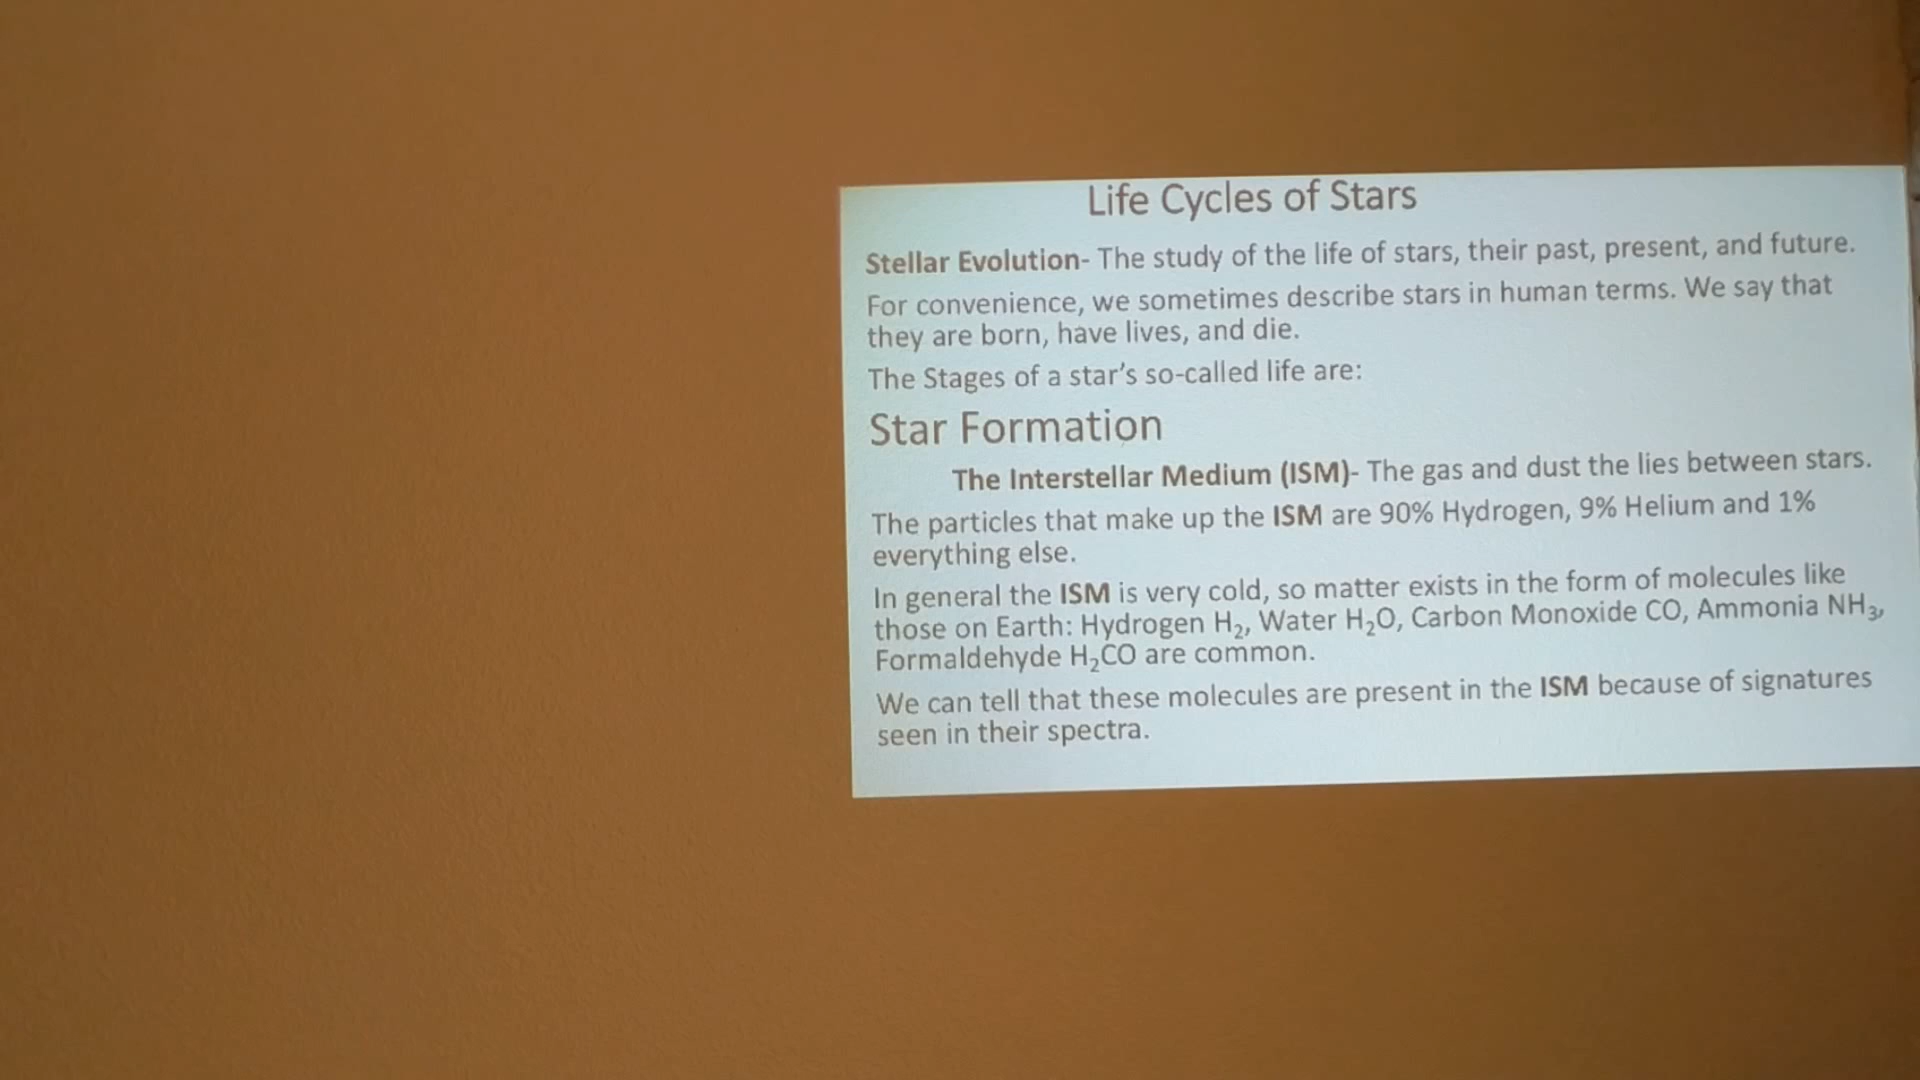 Life Cycles of Stars
Stellar Evolution- The study of the life of stars, their past, present, and future.
For convenience, we sometimes describe stars in human terms. We say that
they are born, have lives, and die.
The Stages of a star’s so-called life are:
Star Formation
The Interstellar Medium (ISM)- The gas and dust the lies between stars.
The particles that make up the ISM are 90% Hydrogen, 9% Helium and 1%
everything else.
In general the ISM is very cold, so matter exists in the form of molecules like
those on Earth: Hydrogen H₂, Water H₂O, Carbon Monoxide CO, Ammonia NH₃,
Formaldehyde H₂CO are common.
We can tell that these molecules are present in the ISM because of signatures
seen in their spectra.